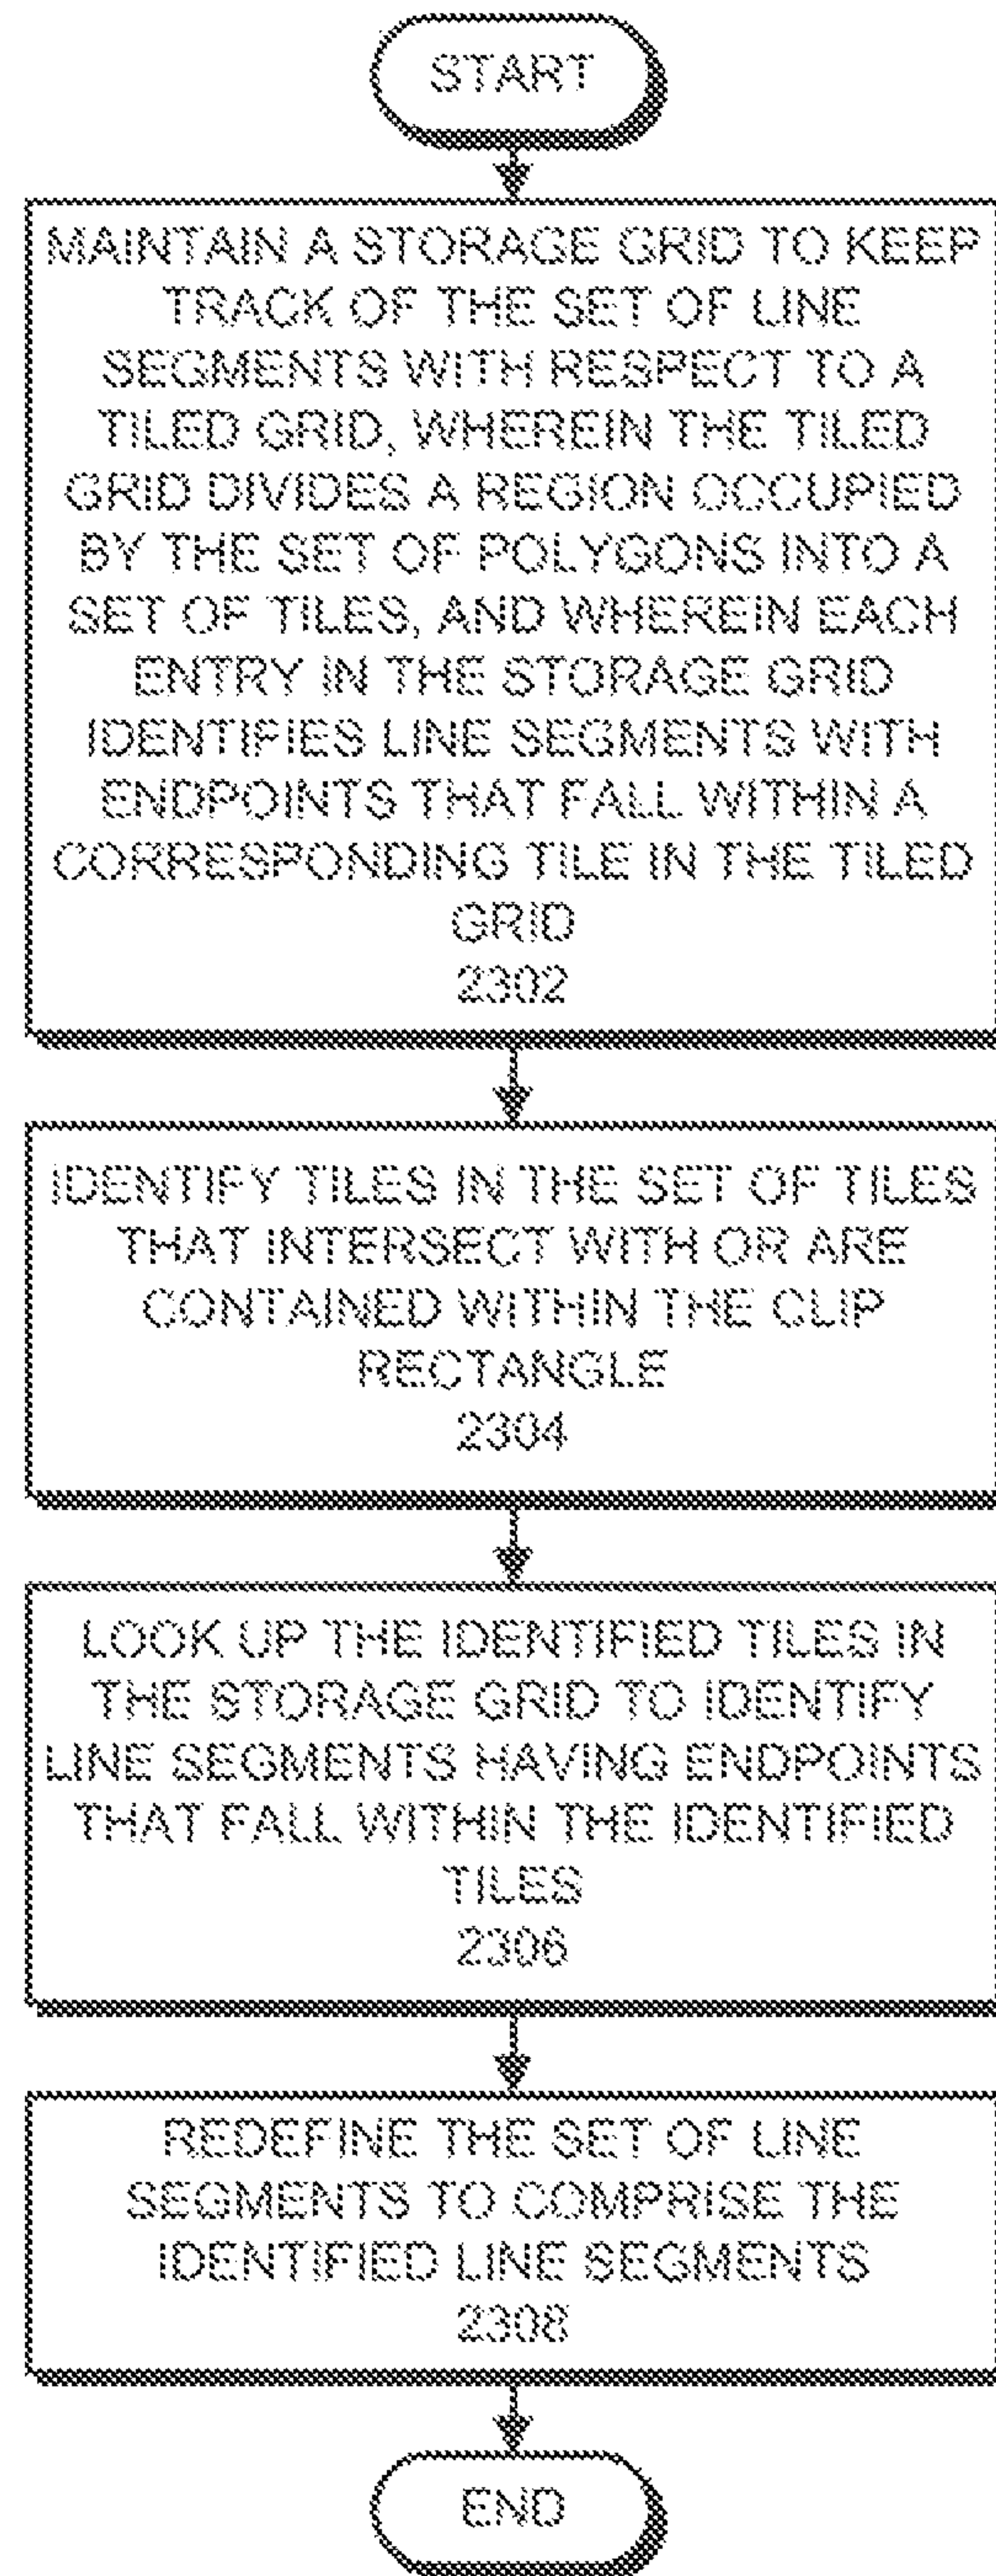 START
MAINTAIN A STORAGE GRID TO KEEP
TRACK OF THE SET OF LINE
SEGMENTS WITH RESPECT TO A
TILED GRID, WHEREIN THE TILED
GRID DIVIDES A REGION OCCUPIED
BY THE SET OF POLYGONS INTO A
SET OF TILES, AND WHEREIN EACH
ENTRY IN THE STORAGE GRID
IDENTIFIES LINE SEGMENTS WITH
ENDPOINTS THAT FALL WITHIN A
CORRESPONDING TILE IN THE TILED
GRID
2302
IDENTIFY TILES IN THE SET OF TILES
THAT INTERSECT WITH OR ARE
CONTAINED WITHIN THE CLIP
RECTANGLE
2304
LOOK UP THE IDENTIFIED TILES IN
THE STORAGE GRID TO IDENTIFY
LINE SEGMENTS HAVING ENDPOINTS
THAT FALL WITHIN THE IDENTIFIED
TILES
2306
REDEFINE THE SET OF LINE
SEGMENTS TO COMPRISE THE
IDENTIFIED LINE SEGMENTS
2308
END